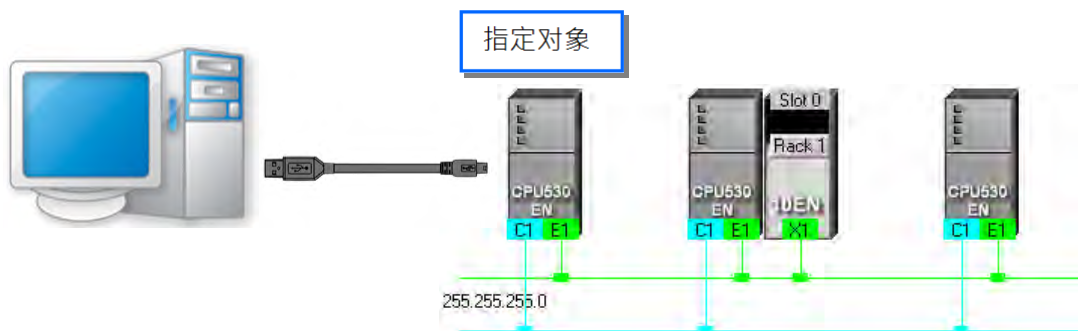 指定对象
Slot 0
Rack 1
CPU530
EN
CPU530
EN
10EN
CPU530
EN
C1 E1
C1 E1
X1
C1 E1
255.255.255.0